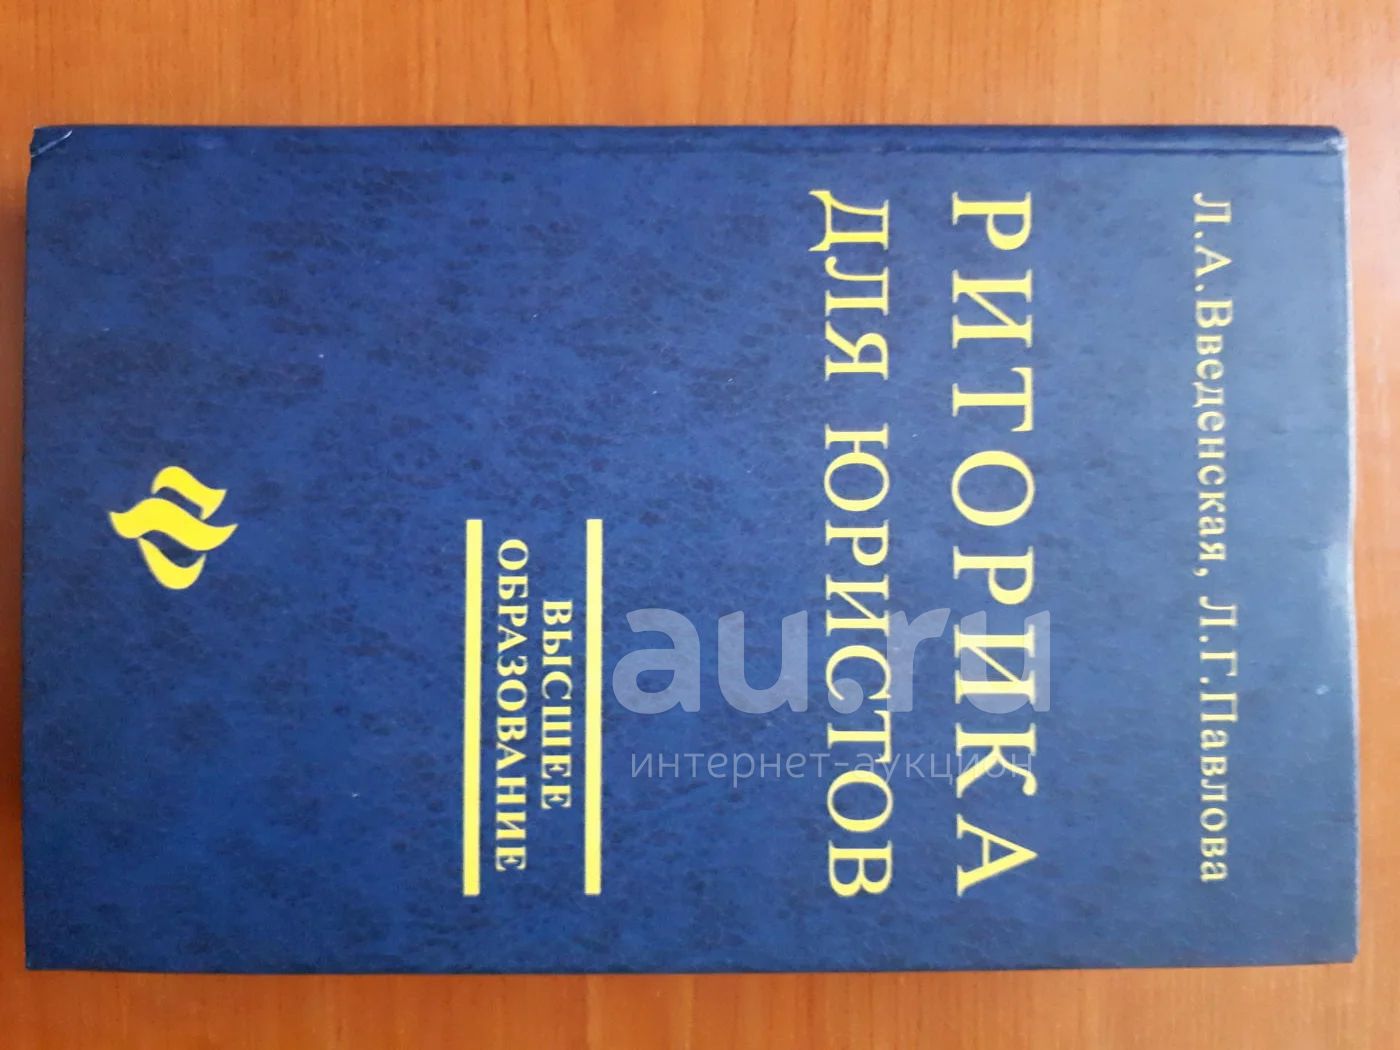 Л.А.Введенская, Л.Г.Павлова
РИТОРИКА
ДЛЯ ЮРИСТОВ
ВЫСШЕЕ
ОБРАЗОВАНИЕ
au.ru
интернет-аукцион